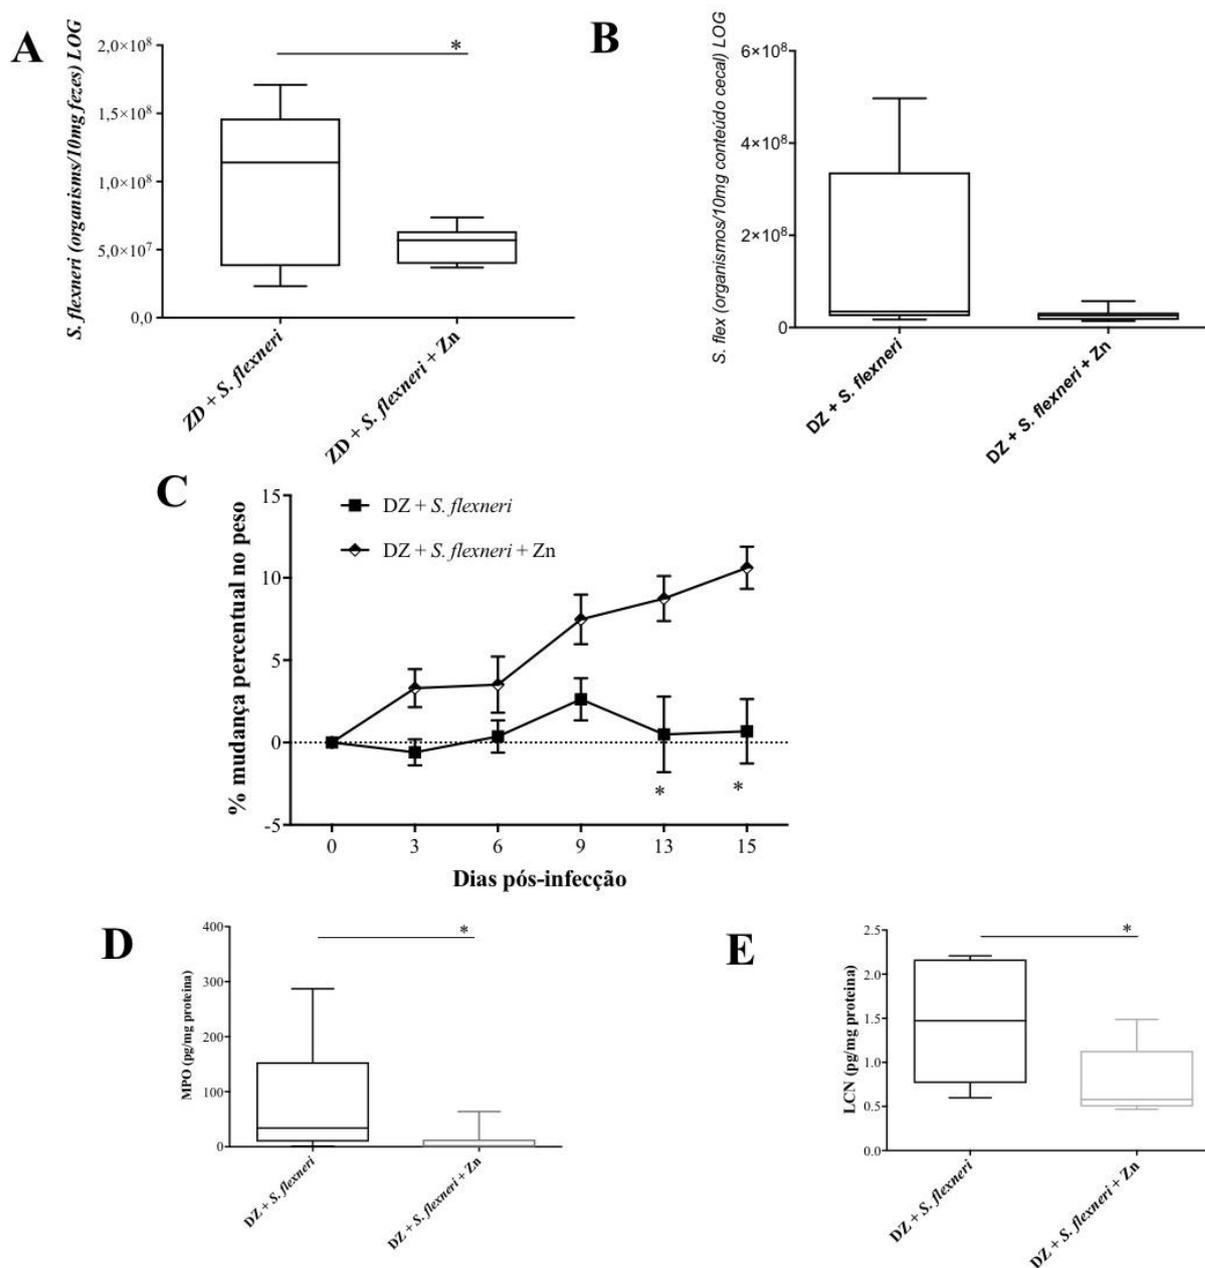 A
S. flexneri (organisms/10mg fezes) LOG
2,0×10⁸
1,5×10⁸
1,0×10⁸
5,0×10⁷
0,0
*
ZD + S. flexneri
ZD + S. flexneri + Zn
B
S. flex (organismos/10mg conteúdo cecal) LOG
6×10⁸
4×10⁸
2×10⁸
0
DZ + S. flexneri
DZ + S. flexneri + Zn
C
% mudança percentual no peso
15
10
5
0
-5
DZ + S. flexneri
DZ + S. flexneri + Zn
* *
0 3 6 9 13 15
Dias pós-infecção
D
MPO (pg/mg proteina)
400
300
200
100
0
*
DZ + S. flexneri
DZ + S. flexneri + Zn
E
LCN (pg/mg proteina)
2.5
2.0
1.5
1.0
0.5
0.0
*
DZ + S. flexneri
DZ + S. flexneri + Zn